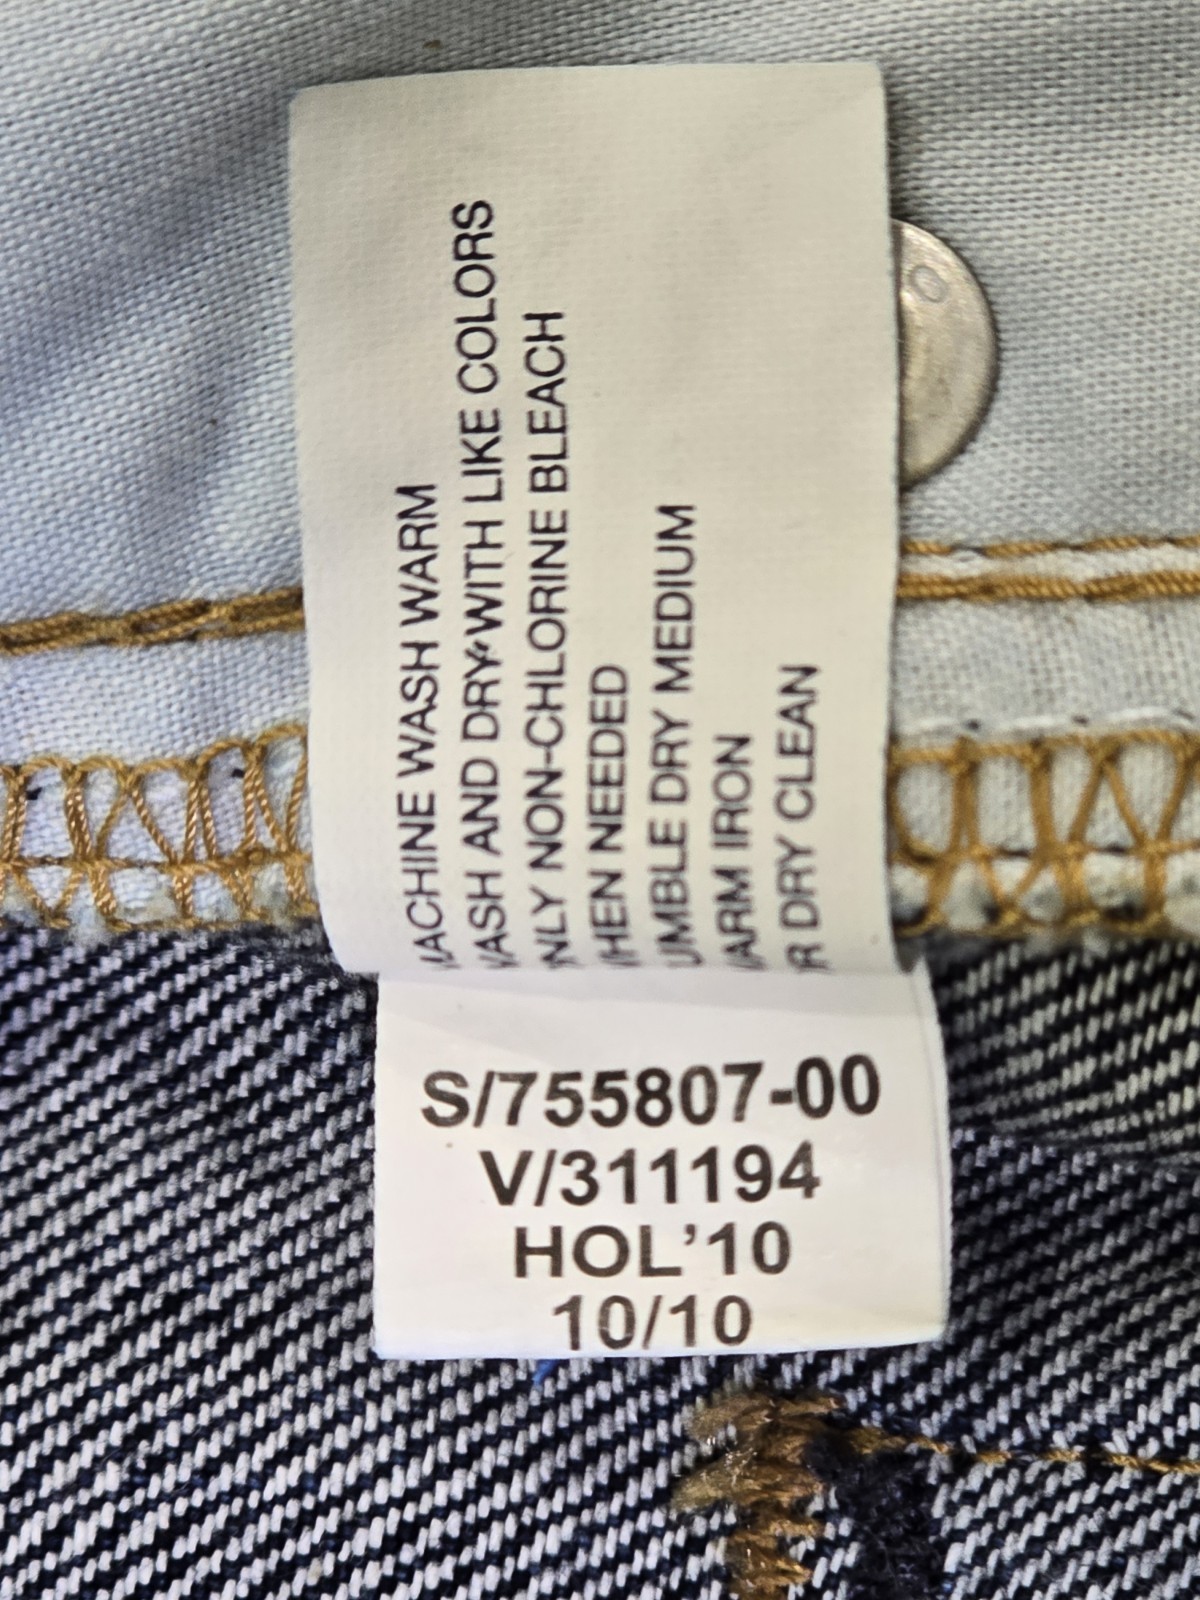 ACHINE WASH WARM
ASH AND DRY WITH LIKE COLORS
NLY NON-CHLORINE BLEACH
HEN NEEDED
UMBLE DRY MEDIUM
ARM IRON
R DRY CLEAN
S/755807-00
V/311194
HOL'10
10/10